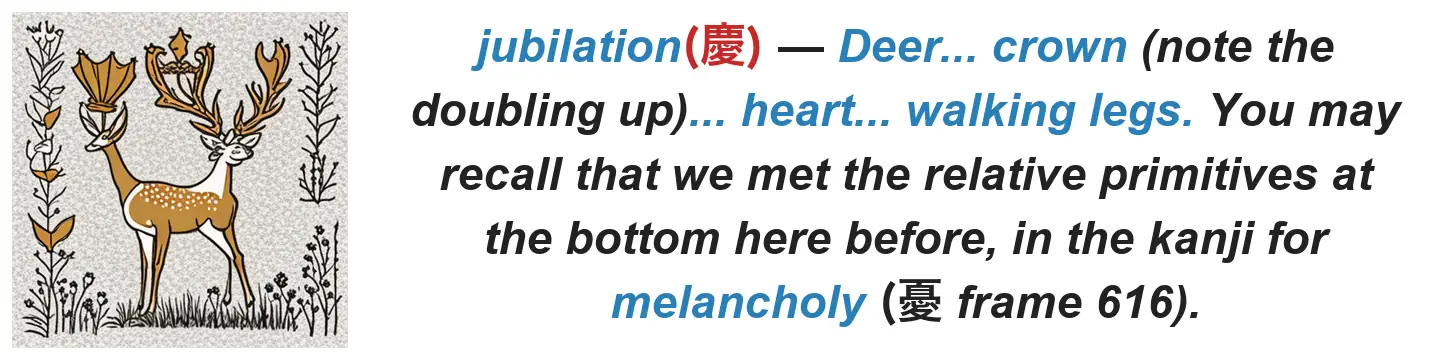 jubilation(慶) — Deer... crown (note the
doubling up)... heart... walking legs. You may
recall that we met the relative primitives at
the bottom here before, in the kanji for
melancholy (憂 frame 616).